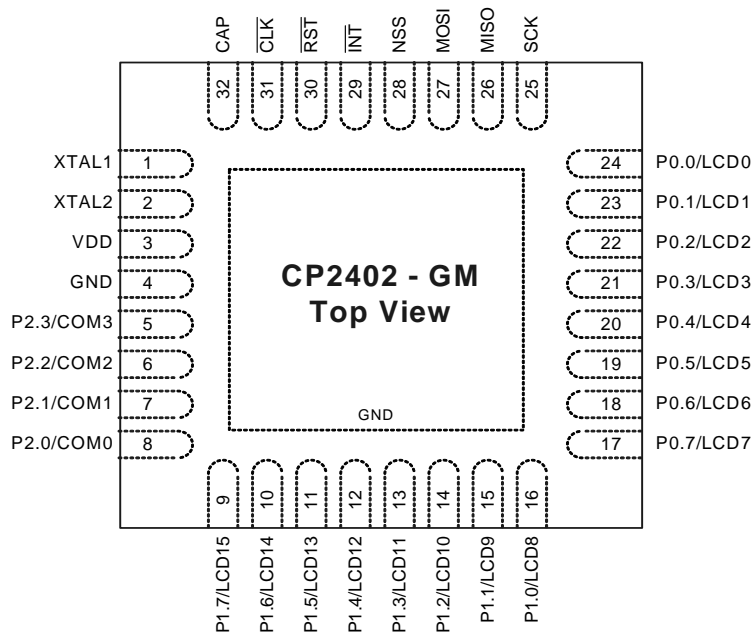 CAP
CLK
RST
INT
NSS
MOSI
MISO
SCK
32
31
30
29
28
27
26
25
XTAL1 1
XTAL2 2
VDD 3
GND 4
P2.3/COM3 5
P2.2/COM2 6
P2.1/COM1 7
P2.0/COM0 8
CP2402 - GM
Top View
GND
24 P0.0/LCD0
23 P0.1/LCD1
22 P0.2/LCD2
21 P0.3/LCD3
20 P0.4/LCD4
19 P0.5/LCD5
18 P0.6/LCD6
17 P0.7/LCD7
9
10
11
12
13
14
15
16
P1.7/LCD15
P1.6/LCD14
P1.5/LCD13
P1.4/LCD12
P1.3/LCD11
P1.2/LCD10
P1.1/LCD9
P1.0/LCD8